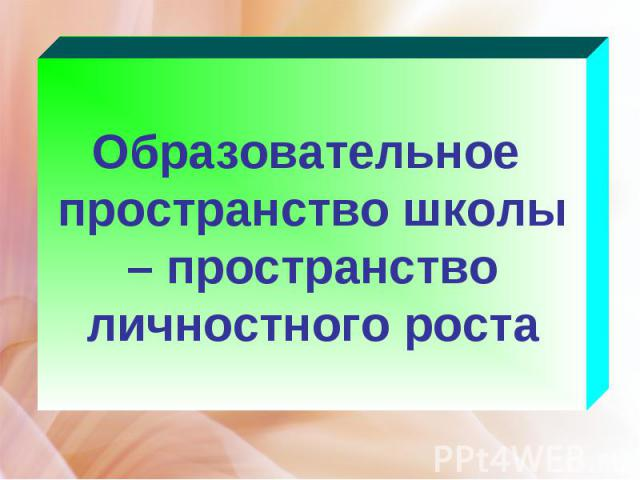 Образовательное
пространство школы
– пространство
личностного роста
PPt4WEB.ru